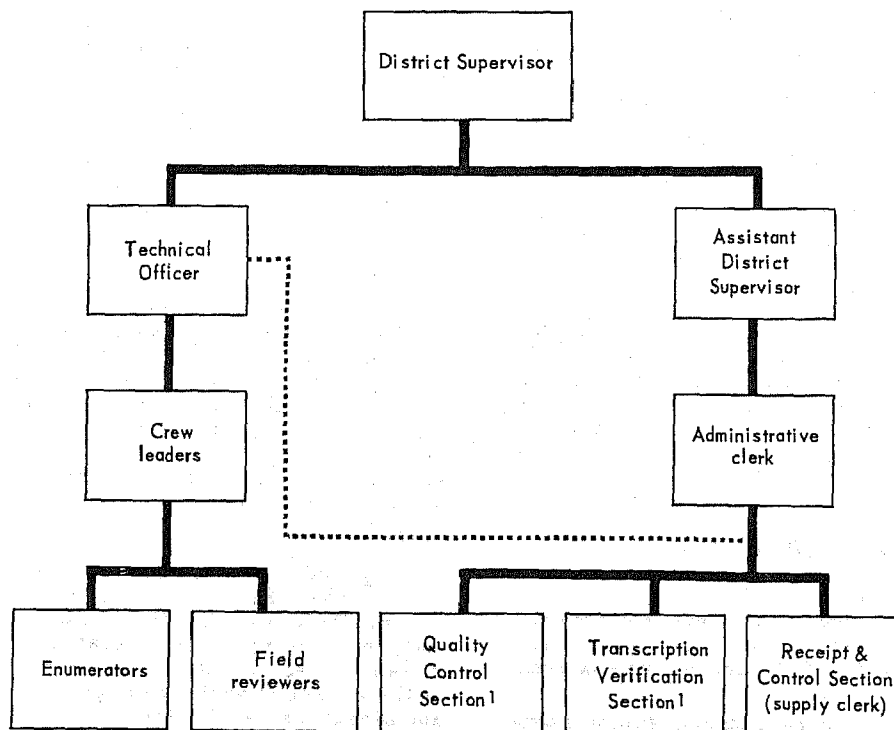 District Supervisor
Technical
Officer
Assistant
District
Supervisor
Crew
leaders
Administrative
clerk
Enumerators
Field
reviewers
Quality
Control
Section¹
Transcription
Verification
Section¹
Receipt &
Control Section
(supply clerk)